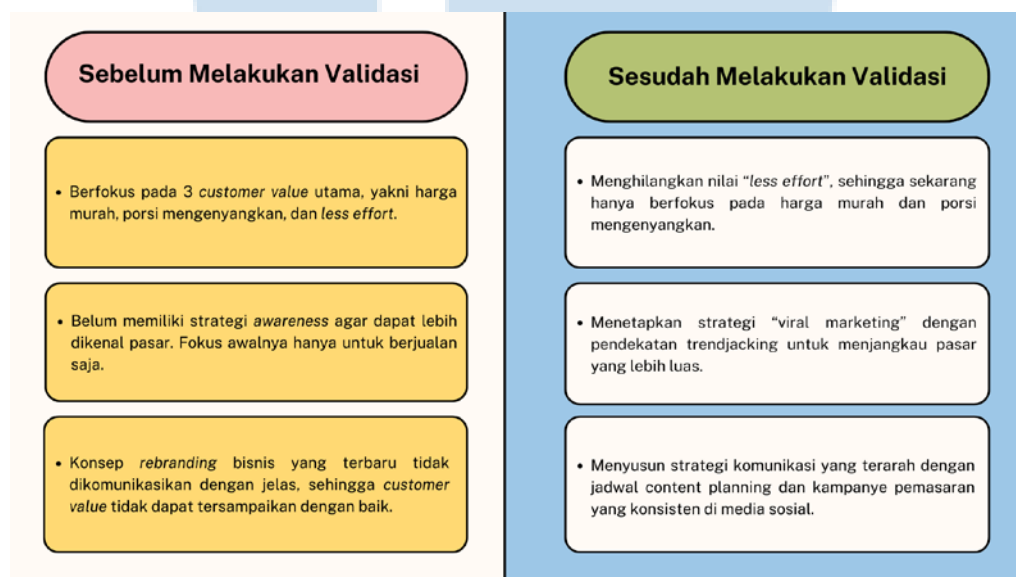 Sebelum Melakukan Validasi
• Berfokus pada 3 customer value utama, yakni harga
murah, porsi mengenyangkan, dan less effort.
• Belum memiliki strategi awareness agar dapat lebih
dikenal pasar. Fokus awalnya hanya untuk berjualan
saja.
• Konsep rebranding bisnis yang terbaru tidak
dikomunikasikan dengan jelas, sehingga customer
value tidak dapat tersampaikan dengan baik.
Sesudah Melakukan Validasi
• Menghilangkan nilai “less effort”, sehingga sekarang
hanya berfokus pada harga murah dan porsi
mengenyangkan.
• Menetapkan strategi “viral marketing” dengan
pendekatan trendjacking untuk menjangkau pasar
yang lebih luas.
• Menyusun strategi komunikasi yang terarah dengan
jadwal content planning dan kampanye pemasaran
yang konsisten di media sosial.